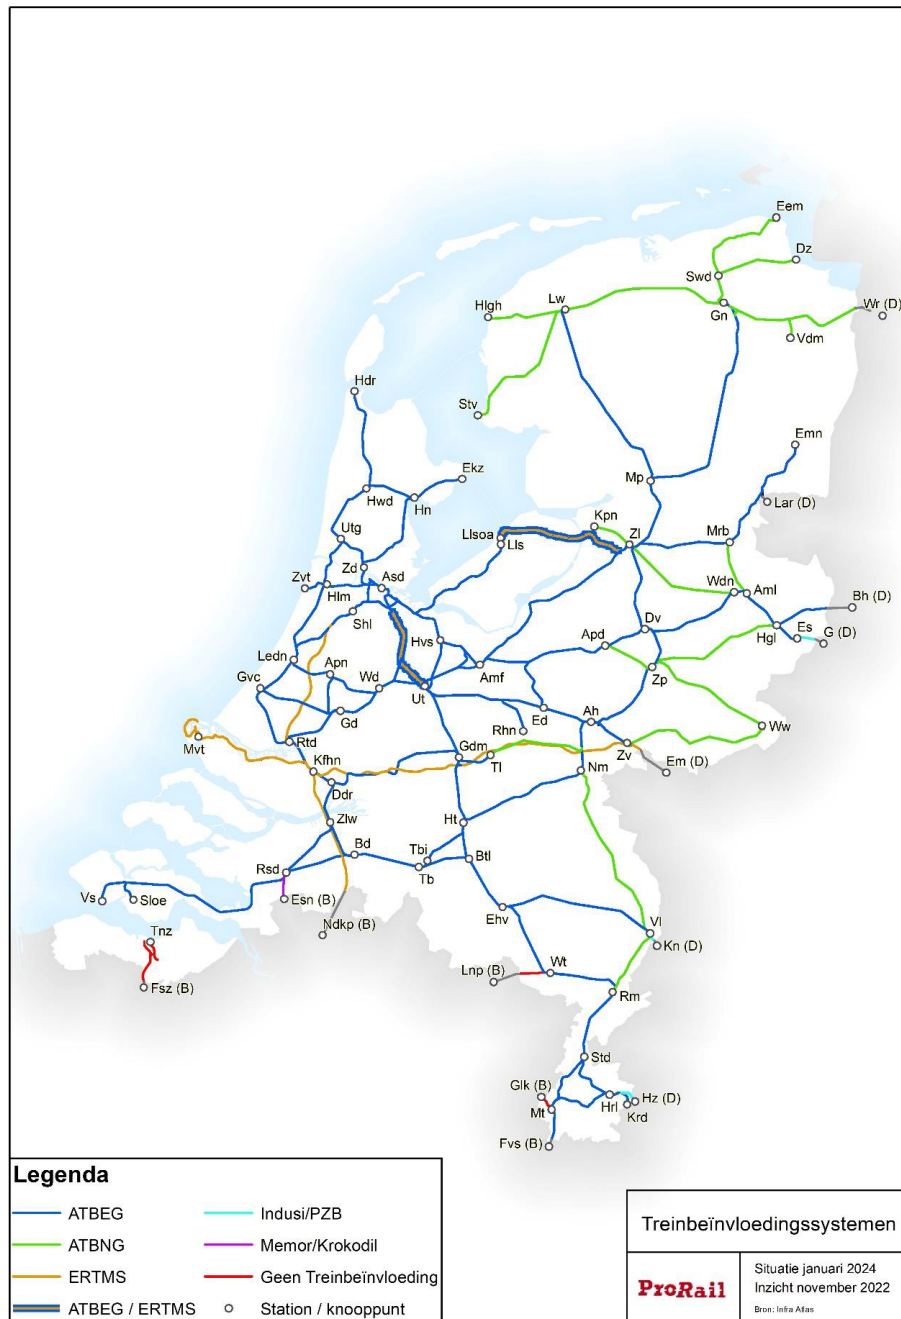 Eem
Dz
Swd
Hlgh
Lw
Gn
Wr (D)
Vdm
Hdr
Stv
Emn
Ekz
Mp
Hwd
Hn
Lar (D)
Kpn
Utg
Llsoa
Zl
Mrb
Lls
Zd
Zvt
Asd
Hlm
Wdn
Aml
Bh (D)
Shl
Hvs
Dv
Es
G (D)
Apd
Hgl
Ledn
Apn
Gvc
Wd
Amf
Zp
Ut
Gd
Ed
Ah
Ww
Rhn
Rtd
Mvt
Gdm
Zv
Kfhn
Tl
Nm
Em (D)
Ddr
Zlw
Ht
Bd
Tbi
Btl
Rsd
Tb
Vs
Sloe
Esn (B)
Ehv
Ndkp (B)
Vl
Tnz
Kn (D)
Lnp (B)
Wt
Fsz (B)
Rm
Std
Glk (B)
Hz (D)
Hrl
Mt
Krd
Fvs (B)
Legenda
ATBEG
ATBNG
ERTMS
ATBEG / ERTMS
Indusi/PZB
Memor/Krokodil
Geen Treinbeïnvloeding
Station / knooppunt
Treinbeïnvloedingssystemen
ProRail
Situatie januari 2024
Inzicht november 2022
Bron: Infra Atlas